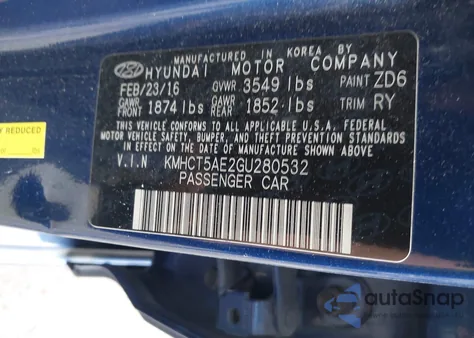 MANUFACTURED IN KOREA BY
HYUNDAI MOTOR COMPANY
FEB/23/16 GVWR 3549 lbs PAINT ZD6
GAWR FRONT 1874 lbs GAWR REAR 1852 lbs TRIM RY
THIS VEHICLE CONFORMS TO ALL APPLICABLE U.S. FEDERAL
MOTOR VEHICLE SAFETY, BUMPER, AND THEFT PREVENTION STANDARDS
IN EFFECT ON THE DATE OF MANUFACTURE SHOWN ABOVE.
V.I.N KMHCT5AE2GU280532
PASSENGER CAR
Y REDUCED
autoSnap